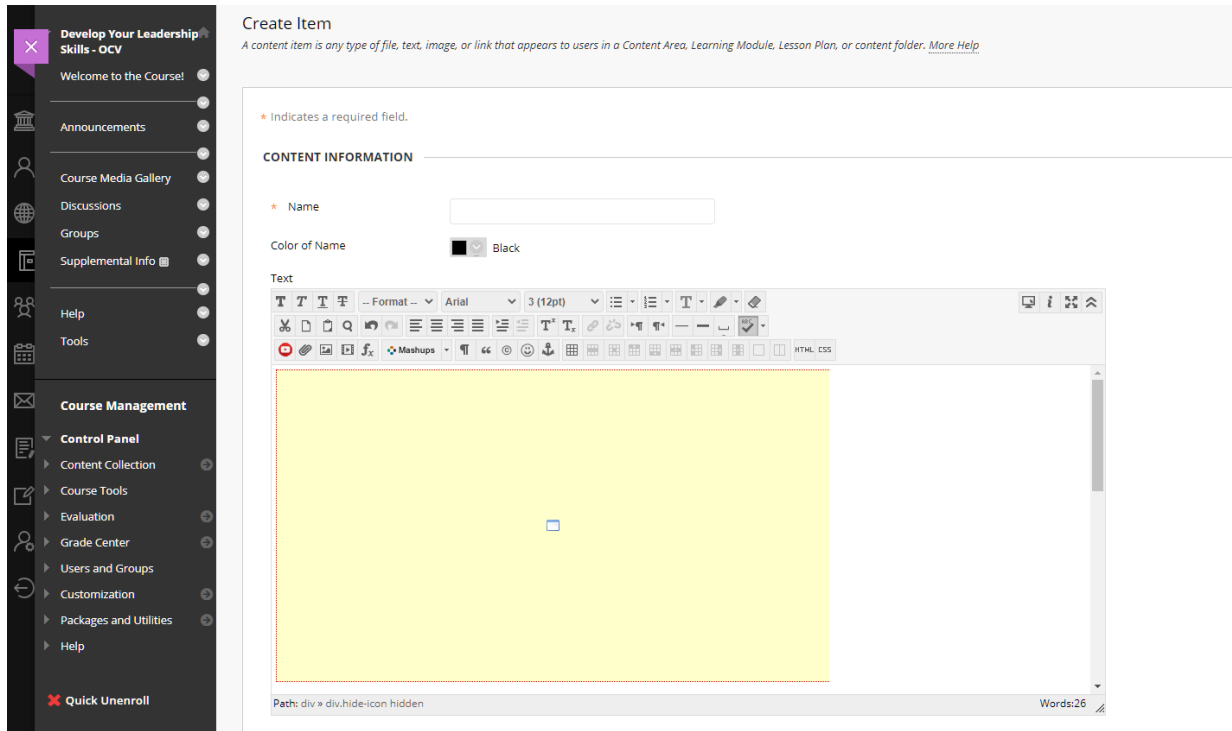 Develop Your Leadership
Skills - OCV
Welcome to the Course!
Announcements
Course Media Gallery
Discussions
Groups
Supplemental Info
Help
Tools
Course Management
Control Panel
Content Collection
Course Tools
Evaluation
Grade Center
Users and Groups
Customization
Packages and Utilities
Help
Quick Unenroll
Create Item
A content item is any type of file, text, image, or link that appears to users in a Content Area, Learning Module, Lesson Plan, or content folder. More Help
* Indicates a required field.
CONTENT INFORMATION
* Name
Color of Name
Black
Text
T T T T -- Format -- Arial 3 (12pt) T
Tx Tx ABC
fx Mashups HTML CSS
Path: div » div.hide-icon hidden
Words:26